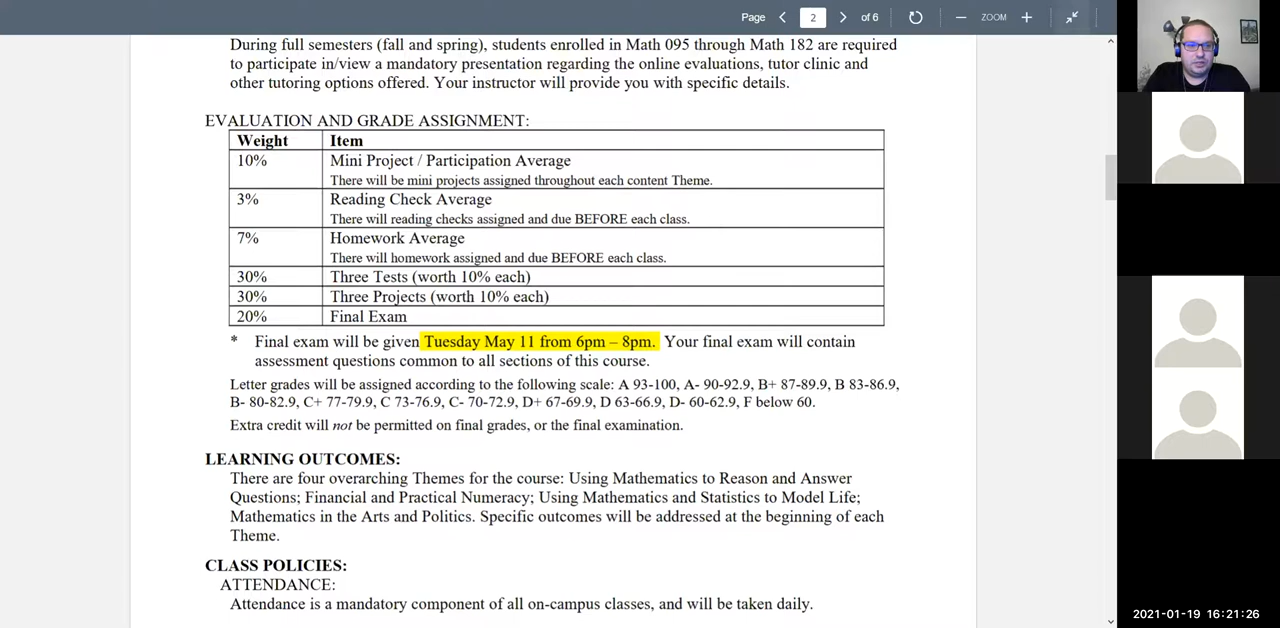 Page 2 of 6 ZOOM
During full semesters (fall and spring), students enrolled in Math 095 through Math 182 are required
to participate in/view a mandatory presentation regarding the online evaluations, tutor clinic and
other tutoring options offered. Your instructor will provide you with specific details.
EVALUATION AND GRADE ASSIGNMENT:
Weight Item
10% Mini Project / Participation Average
There will be mini projects assigned throughout each content Theme.
3% Reading Check Average
There will reading checks assigned and due BEFORE each class.
7% Homework Average
There will homework assigned and due BEFORE each class.
30% Three Tests (worth 10% each)
30% Three Projects (worth 10% each)
20% Final Exam
* Final exam will be given Tuesday May 11 from 6pm – 8pm. Your final exam will contain
assessment questions common to all sections of this course.
Letter grades will be assigned according to the following scale: A 93-100, A- 90-92.9, B+ 87-89.9, B 83-86.9,
B- 80-82.9, C+ 77-79.9, C 73-76.9, C- 70-72.9, D+ 67-69.9, D 63-66.9, D- 60-62.9, F below 60.
Extra credit will not be permitted on final grades, or the final examination.
LEARNING OUTCOMES:
There are four overarching Themes for the course: Using Mathematics to Reason and Answer
Questions; Financial and Practical Numeracy; Using Mathematics and Statistics to Model Life;
Mathematics in the Arts and Politics. Specific outcomes will be addressed at the beginning of each
Theme.
CLASS POLICIES:
ATTENDANCE:
Attendance is a mandatory component of all on-campus classes, and will be taken daily.
2021-01-19 16:21:26